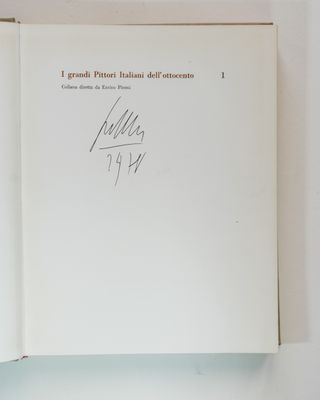 I grandi Pittori Italiani dell'ottocento 1
Collana diretta da Enrico Piceni